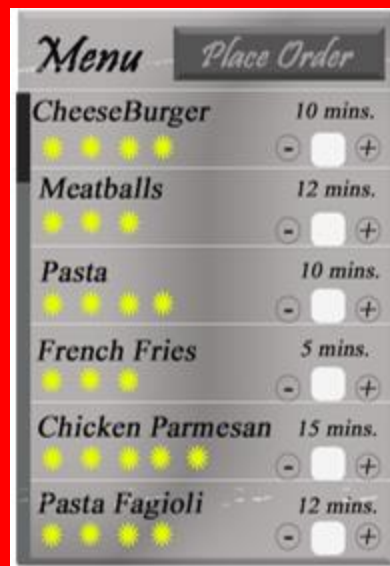 Menu Place Order
CheeseBurger 10 mins.
- +
Meatballs 12 mins.
- +
Pasta 10 mins.
- +
French Fries 5 mins.
- +
Chicken Parmesan 15 mins.
- +
Pasta Fagioli 12 mins.
- +